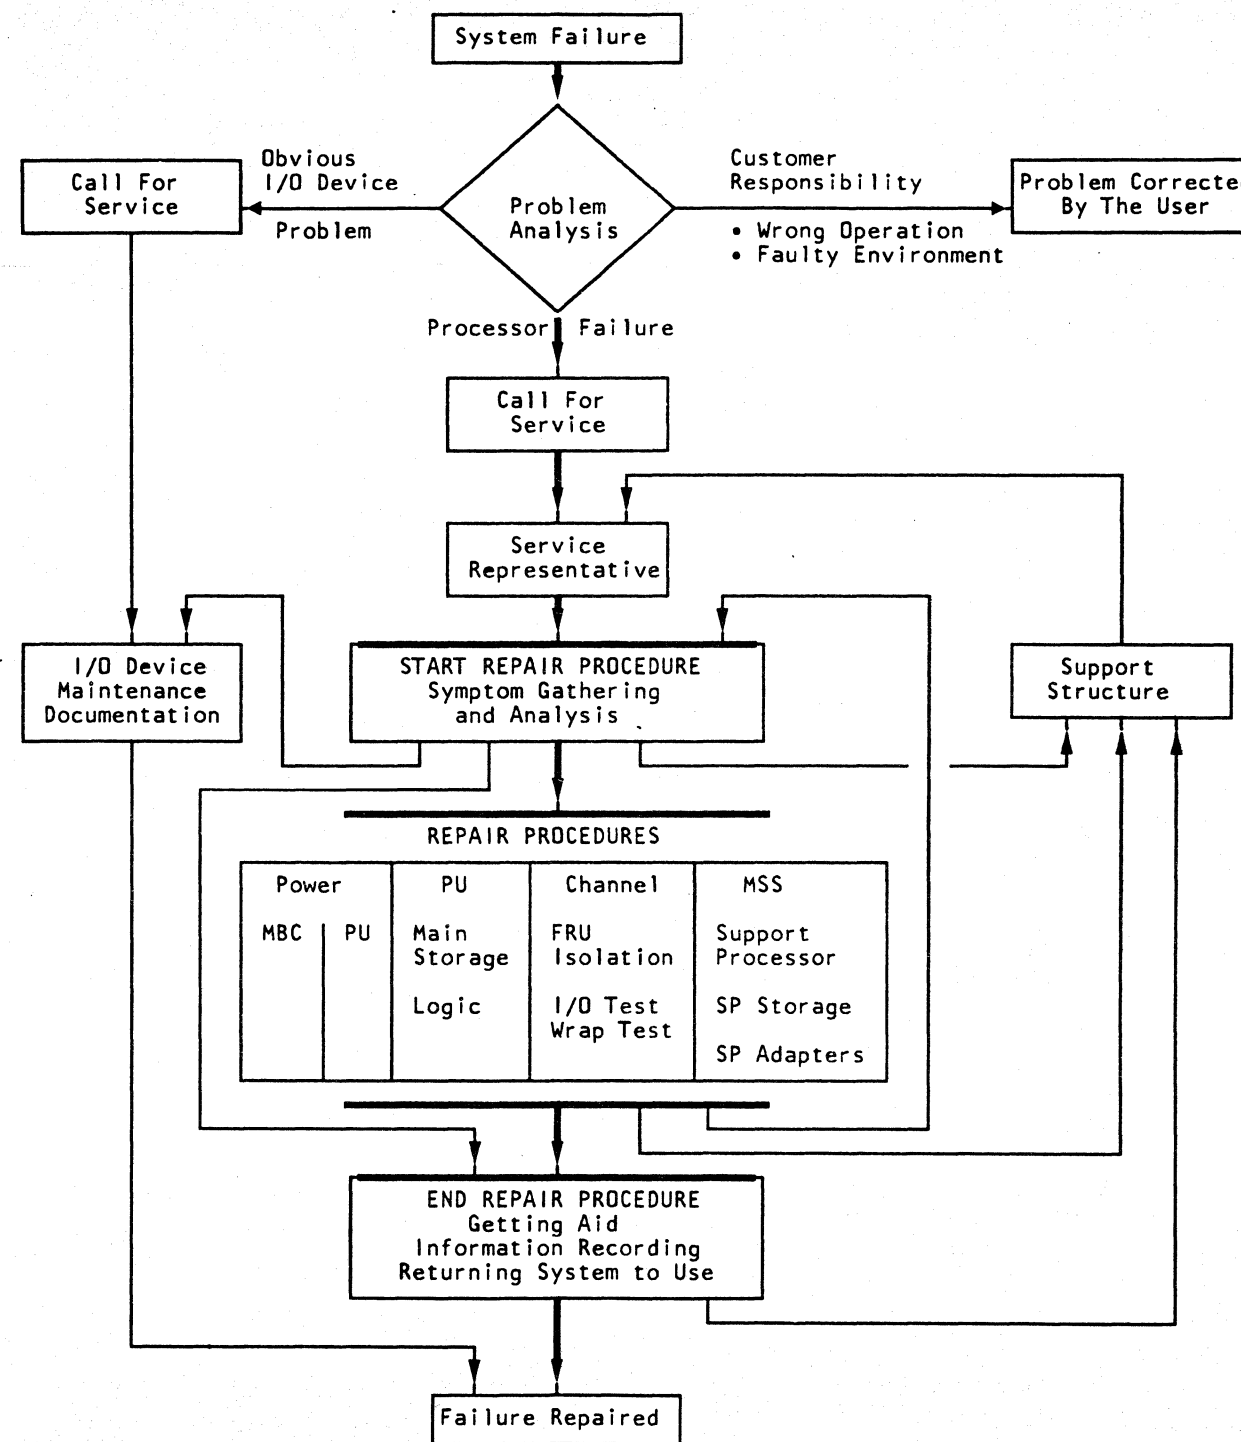 System Failure
Obvious
I/O Device
Problem
Call For
Service
Problem
Analysis
Customer
Responsibility
• Wrong Operation
• Faulty Environment
Problem Correcte
By The User
Processor Failure
Call For
Service
Service
Representative
I/O Device
Maintenance
Documentation
START REPAIR PROCEDURE
Symptom Gathering
and Analysis
Support
Structure
REPAIR PROCEDURES
Power
MBC PU
PU
Main
Storage
Logic
Channel
FRU
Isolation
I/O Test
Wrap Test
MSS
Support
Processor
SP Storage
SP Adapters
END REPAIR PROCEDURE
Getting Aid
Information Recording
Returning System to Use
Failure Repaired